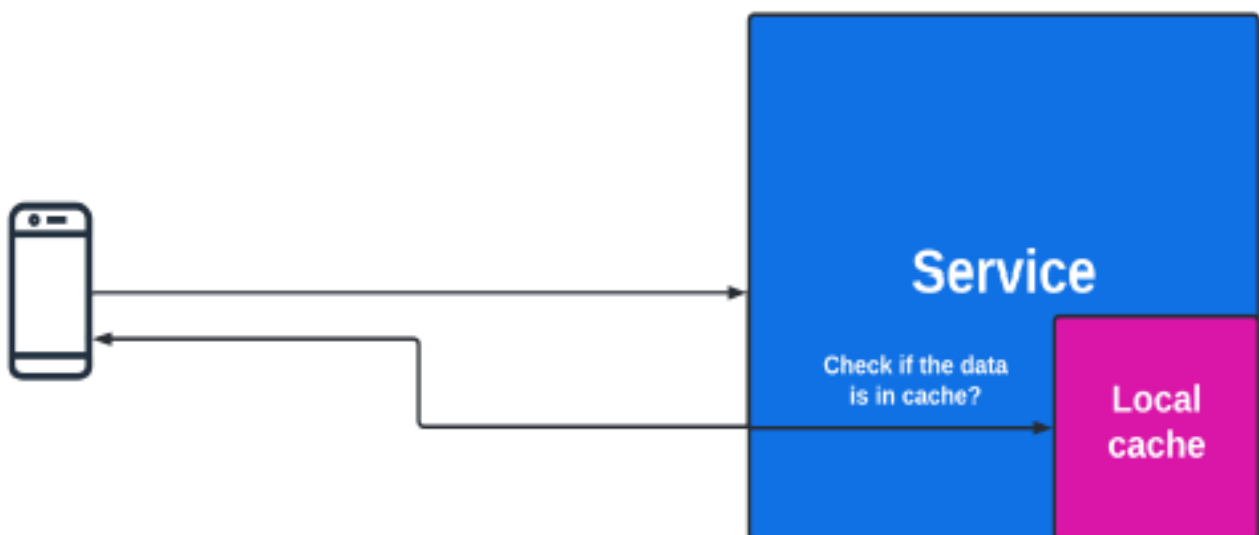 Service
Check if the data
is in cache?
Local
cache